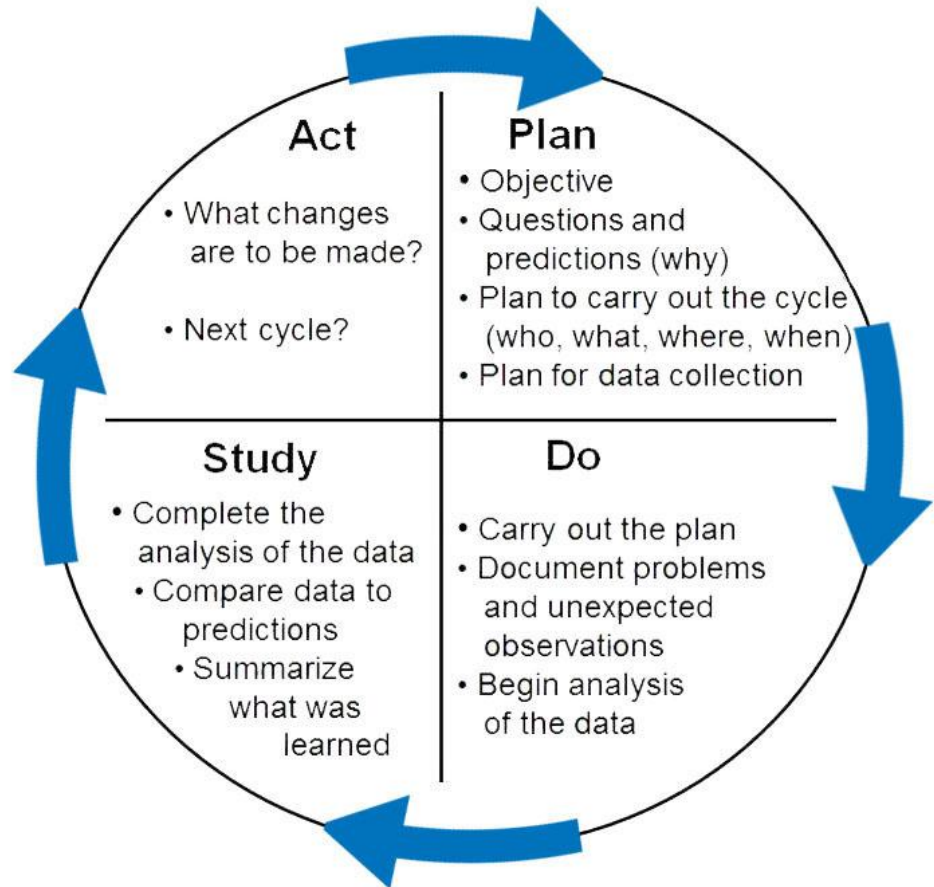 Act
• What changes
are to be made?
• Next cycle?
Plan
• Objective
• Questions and
predictions (why)
• Plan to carry out the cycle
(who, what, where, when)
• Plan for data collection
Study
• Complete the
analysis of the data
• Compare data to
predictions
• Summarize
what was
learned
Do
• Carry out the plan
• Document problems
and unexpected
observations
• Begin analysis
of the data